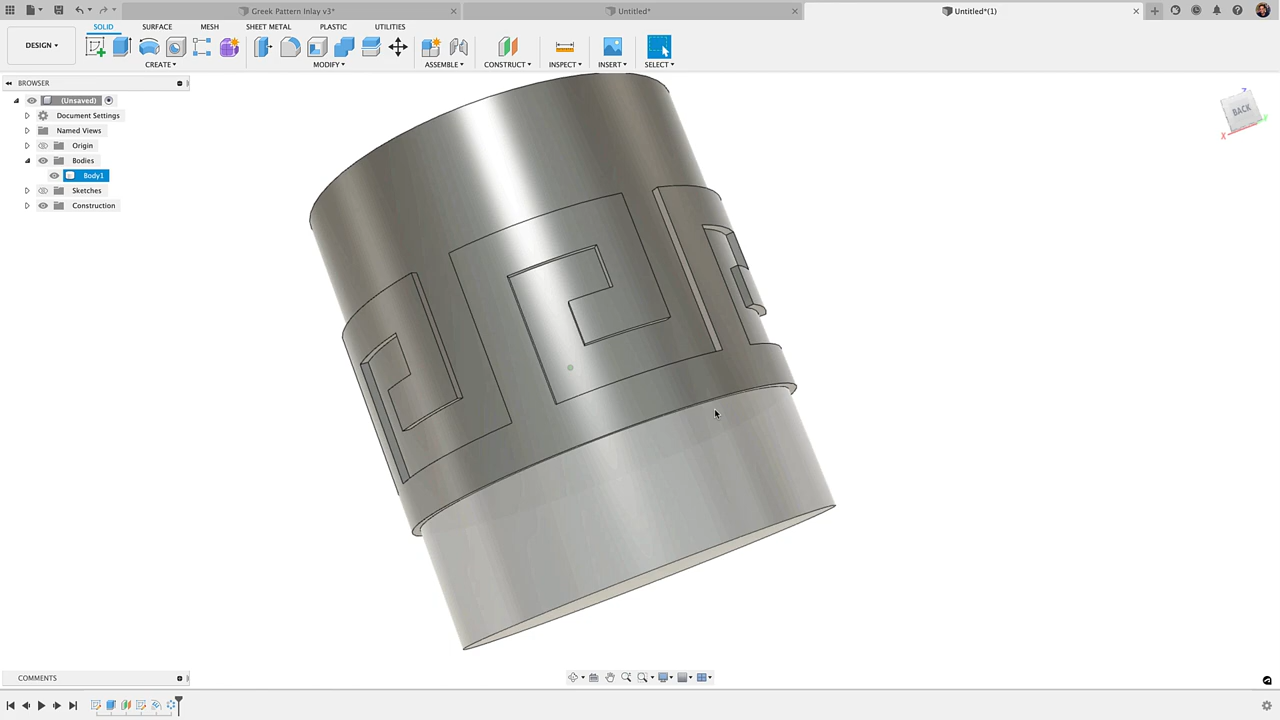 Greek Pattern Inlay v3*
Untitled*
Untitled*(1)
DESIGN
SOLID
SURFACE
MESH
SHEET METAL
PLASTIC
UTILITIES
CREATE
MODIFY
ASSEMBLE
CONSTRUCT
INSPECT
INSERT
SELECT
BROWSER
(Unsaved)
Document Settings
Named Views
Origin
Bodies
Body1
Sketches
Construction
Z
BACK
X
Y
COMMENTS